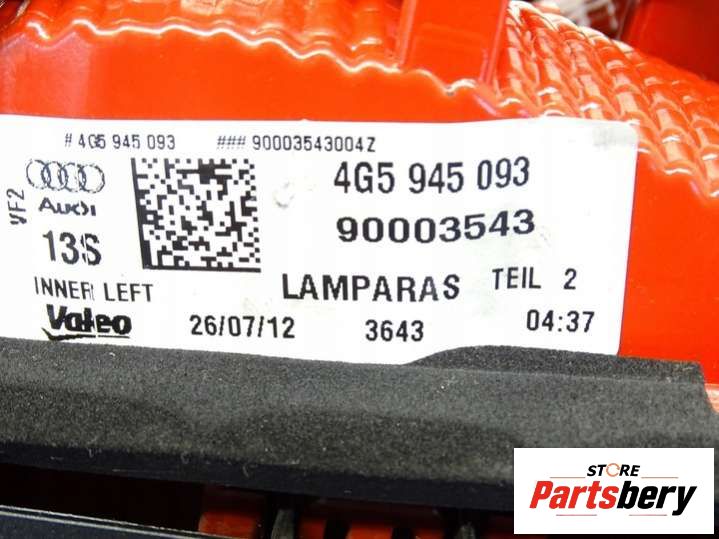 # 4G5 945 093 ### 90003543004Z
VF2
Audi
4G5 945 093
90003543
13S
INNER LEFT LAMPARAS TEIL 2
Valeo 26/07/12 3643 04:37
STORE
Partsbery